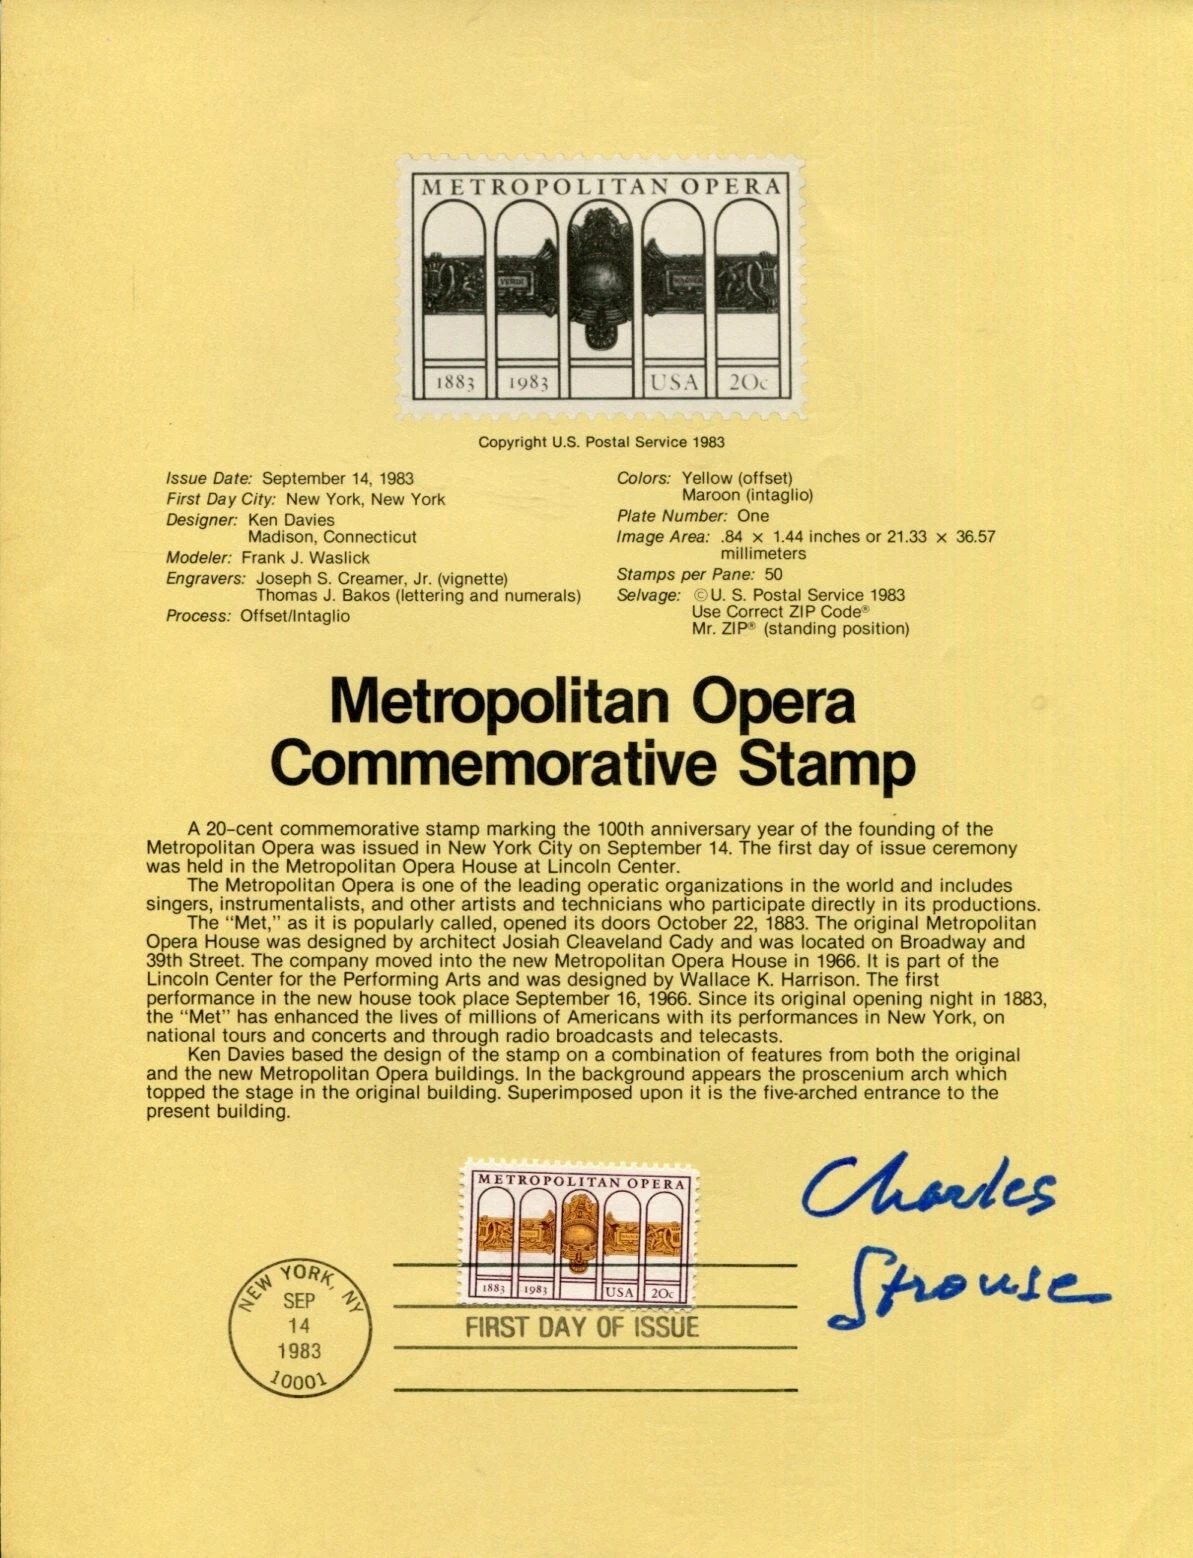 METROPOLITAN OPERA
VERDI
WAGNER
1883 1983 USA 20c
Copyright U.S. Postal Service 1983
Issue Date: September 14, 1983
First Day City: New York, New York
Designer: Ken Davies
Madison, Connecticut
Modeler: Frank J. Waslick
Engravers: Joseph S. Creamer, Jr. (vignette)
Thomas J. Bakos (lettering and numerals)
Process: Offset/Intaglio
Colors: Yellow (offset)
Maroon (intaglio)
Plate Number: One
Image Area: .84 × 1.44 inches or 21.33 × 36.57
millimeters
Stamps per Pane: 50
Selvage: ©U. S. Postal Service 1983
Use Correct ZIP Code®
Mr. ZIP® (standing position)
Metropolitan Opera
Commemorative Stamp
A 20-cent commemorative stamp marking the 100th anniversary year of the founding of the
Metropolitan Opera was issued in New York City on September 14. The first day of issue ceremony
was held in the Metropolitan Opera House at Lincoln Center.
The Metropolitan Opera is one of the leading operatic organizations in the world and includes
singers, instrumentalists, and other artists and technicians who participate directly in its productions.
The “Met,” as it is popularly called, opened its doors October 22, 1883. The original Metropolitan
Opera House was designed by architect Josiah Cleaveland Cady and was located on Broadway and
39th Street. The company moved into the new Metropolitan Opera House in 1966. It is part of the
Lincoln Center for the Performing Arts and was designed by Wallace K. Harrison. The first
performance in the new house took place September 16, 1966. Since its original opening night in 1883,
the “Met” has enhanced the lives of millions of Americans with its performances in New York, on
national tours and concerts and through radio broadcasts and telecasts.
Ken Davies based the design of the stamp on a combination of features from both the original
and the new Metropolitan Opera buildings. In the background appears the proscenium arch which
topped the stage in the original building. Superimposed upon it is the five-arched entrance to the
present building.
METROPOLITAN OPERA
1883 1983 USA 20c
Charles
Strouse
NEW YORK, NY
SEP
14
1983
10001
FIRST DAY OF ISSUE